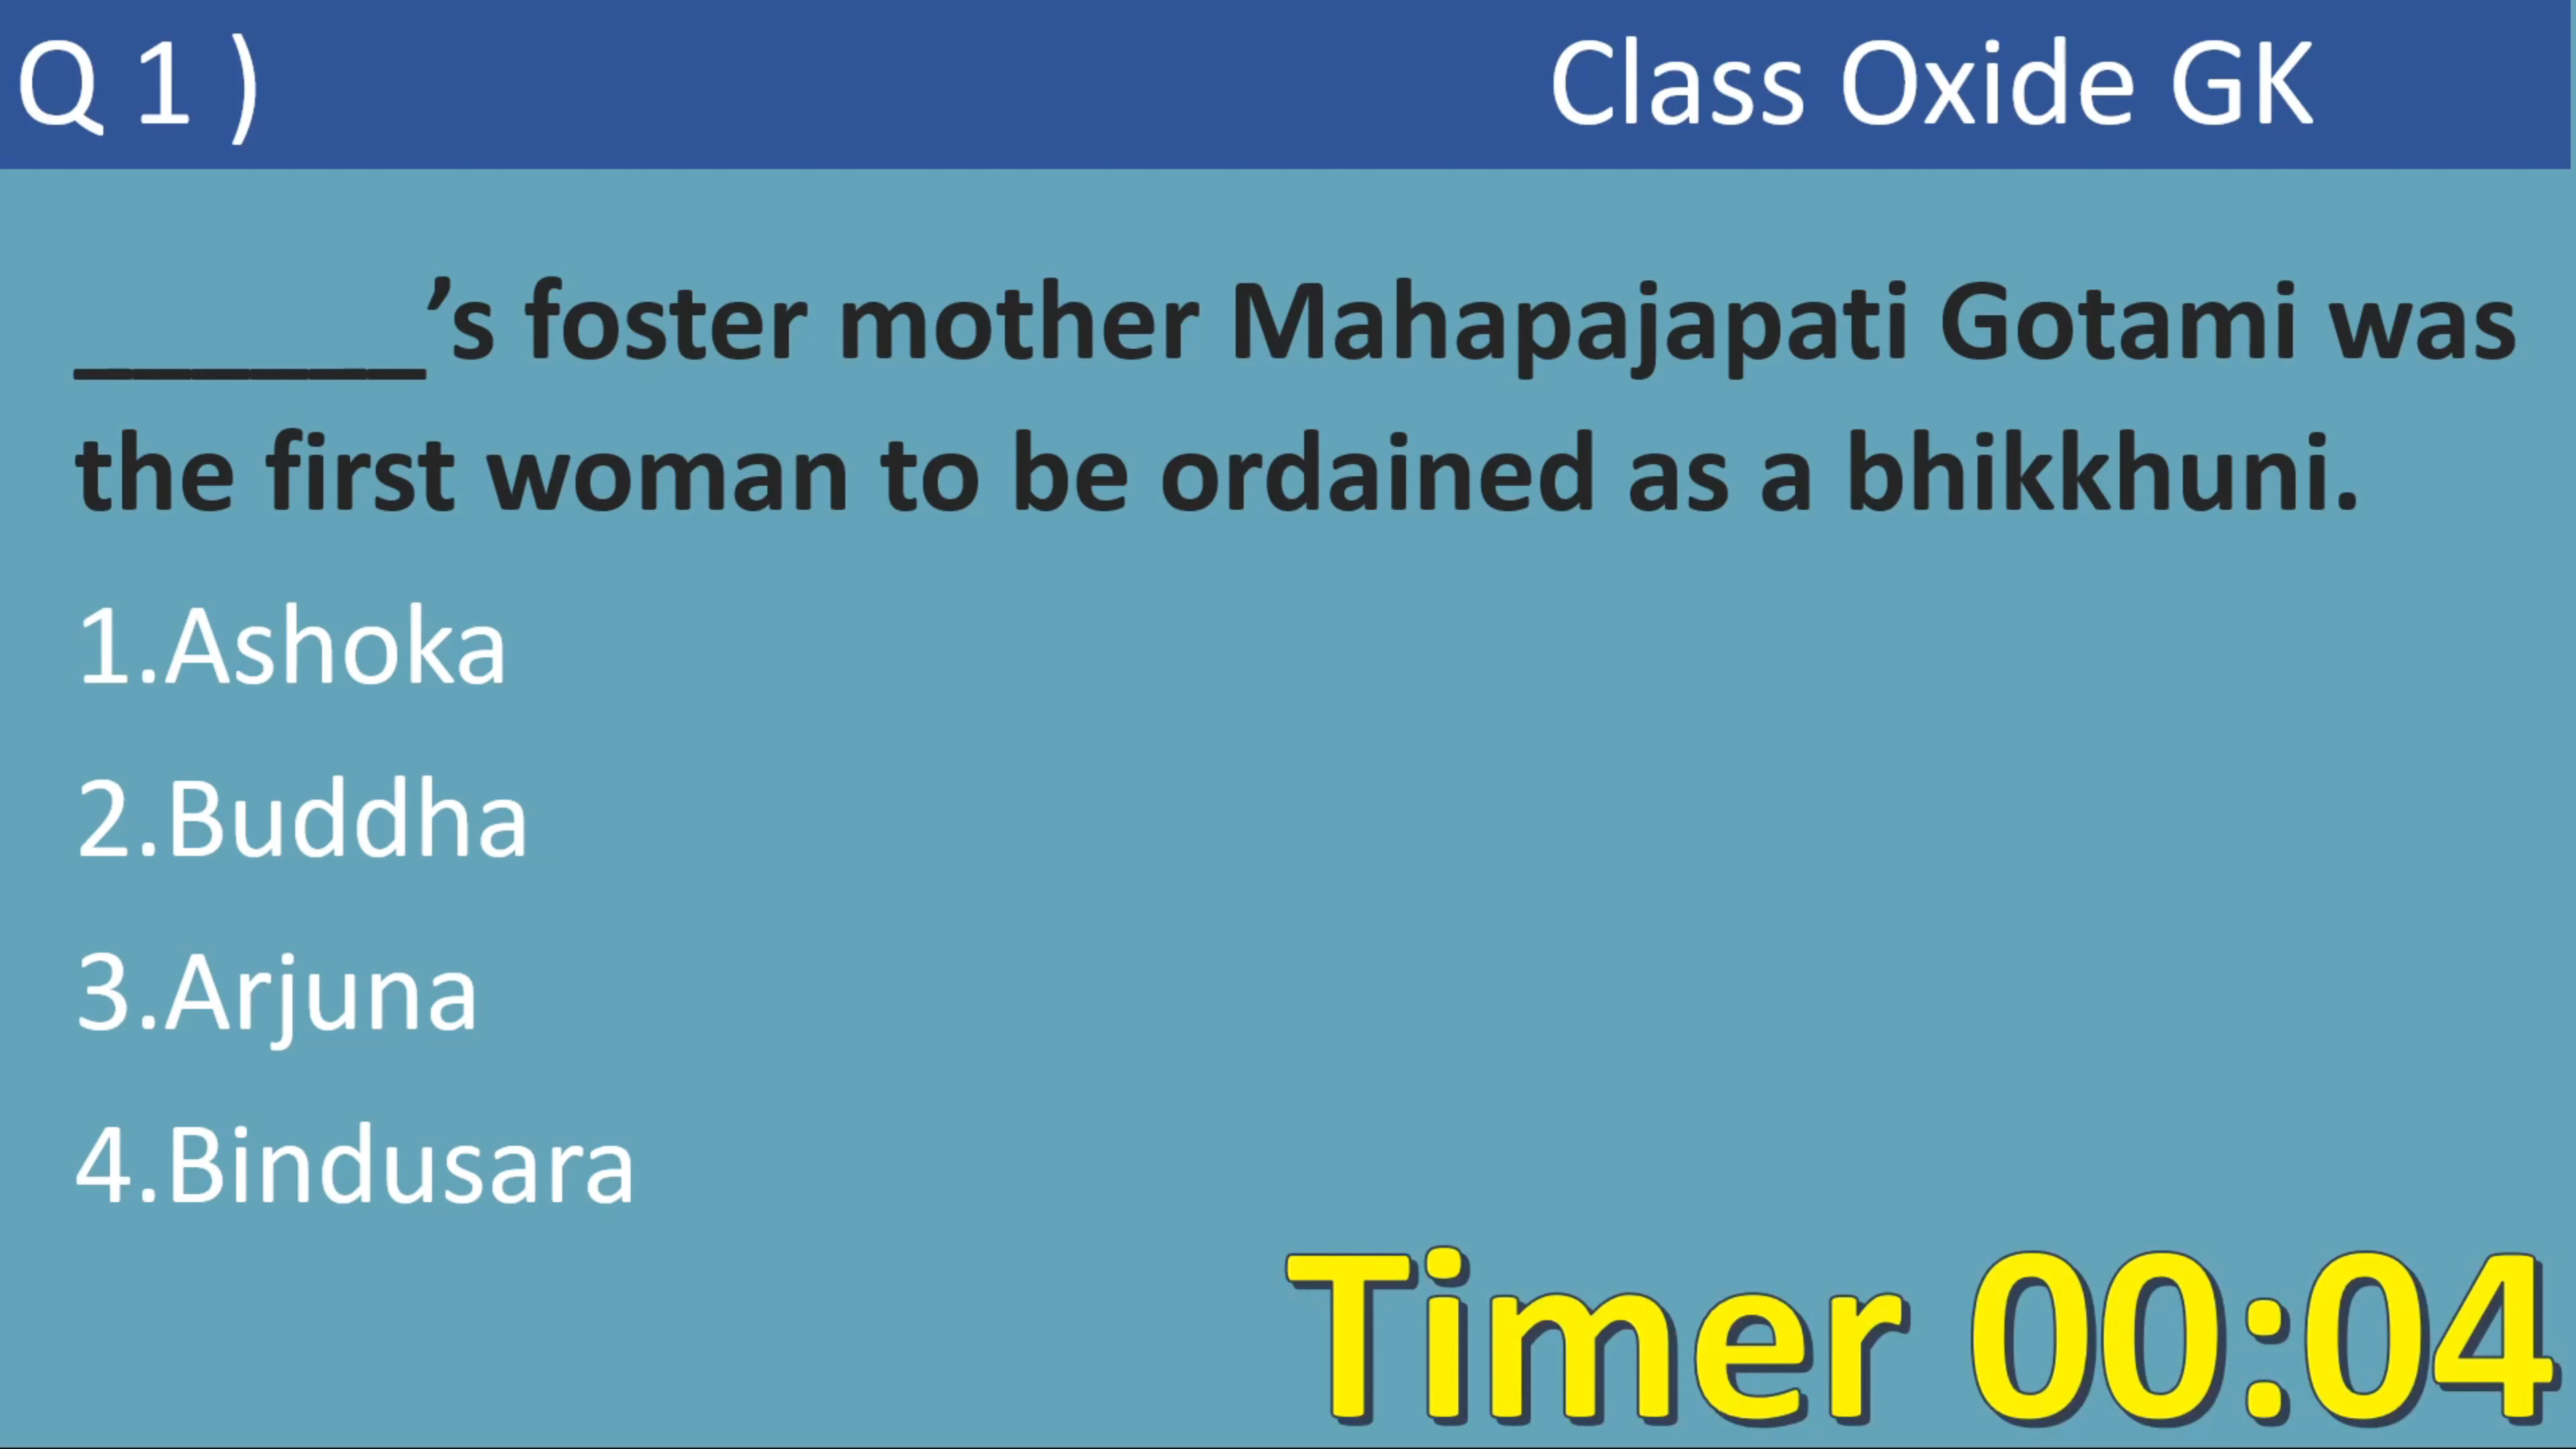 Q 1 ) Class Oxide GK
______’s foster mother Mahapajapati Gotami was
the first woman to be ordained as a bhikkhuni.
1.Ashoka
2.Buddha
3.Arjuna
4.Bindusara
Timer 00:04